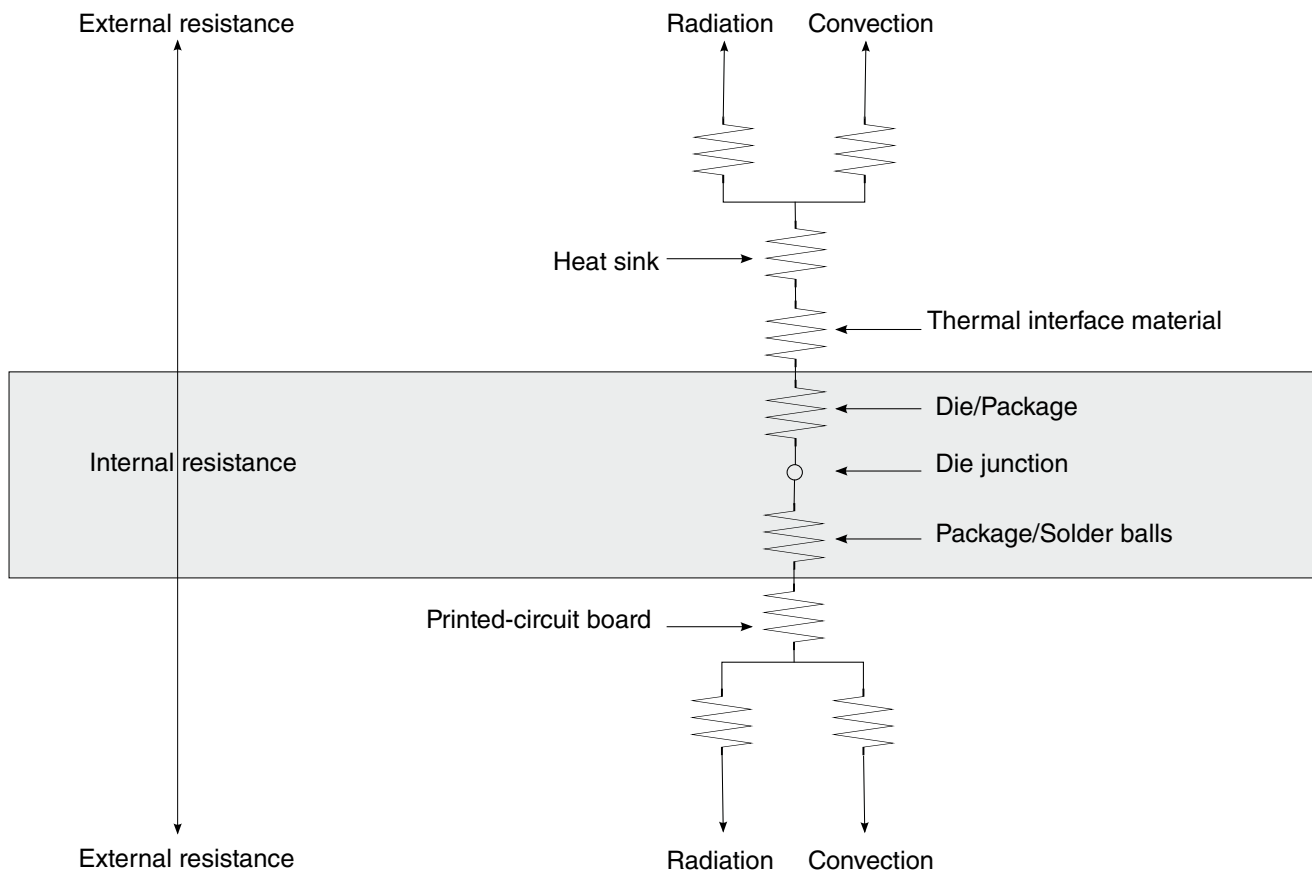 External resistance
Radiation
Convection
Heat sink
Thermal interface material
Die/Package
Internal resistance
Die junction
Package/Solder balls
Printed-circuit board
External resistance
Radiation
Convection